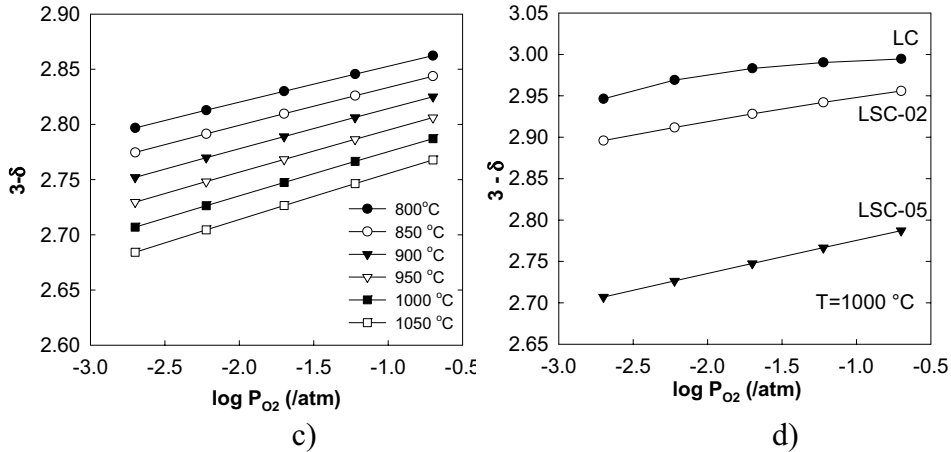 2.90
2.85
2.80
2.75
2.70
2.65
2.60
3-δ
800°C
850 °C
900 °C
950 °C
1000 °C
1050 °C
-3.0 -2.5 -2.0 -1.5 -1.0 -0.5
log P_O2 (/atm)
c)
3.05
3.00
2.95
2.90
2.85
2.80
2.75
2.70
2.65
3 - δ
LC
LSC-02
LSC-05
T=1000 °C
-3.0 -2.5 -2.0 -1.5 -1.0 -0.5
log P_O2 (/atm)
d)